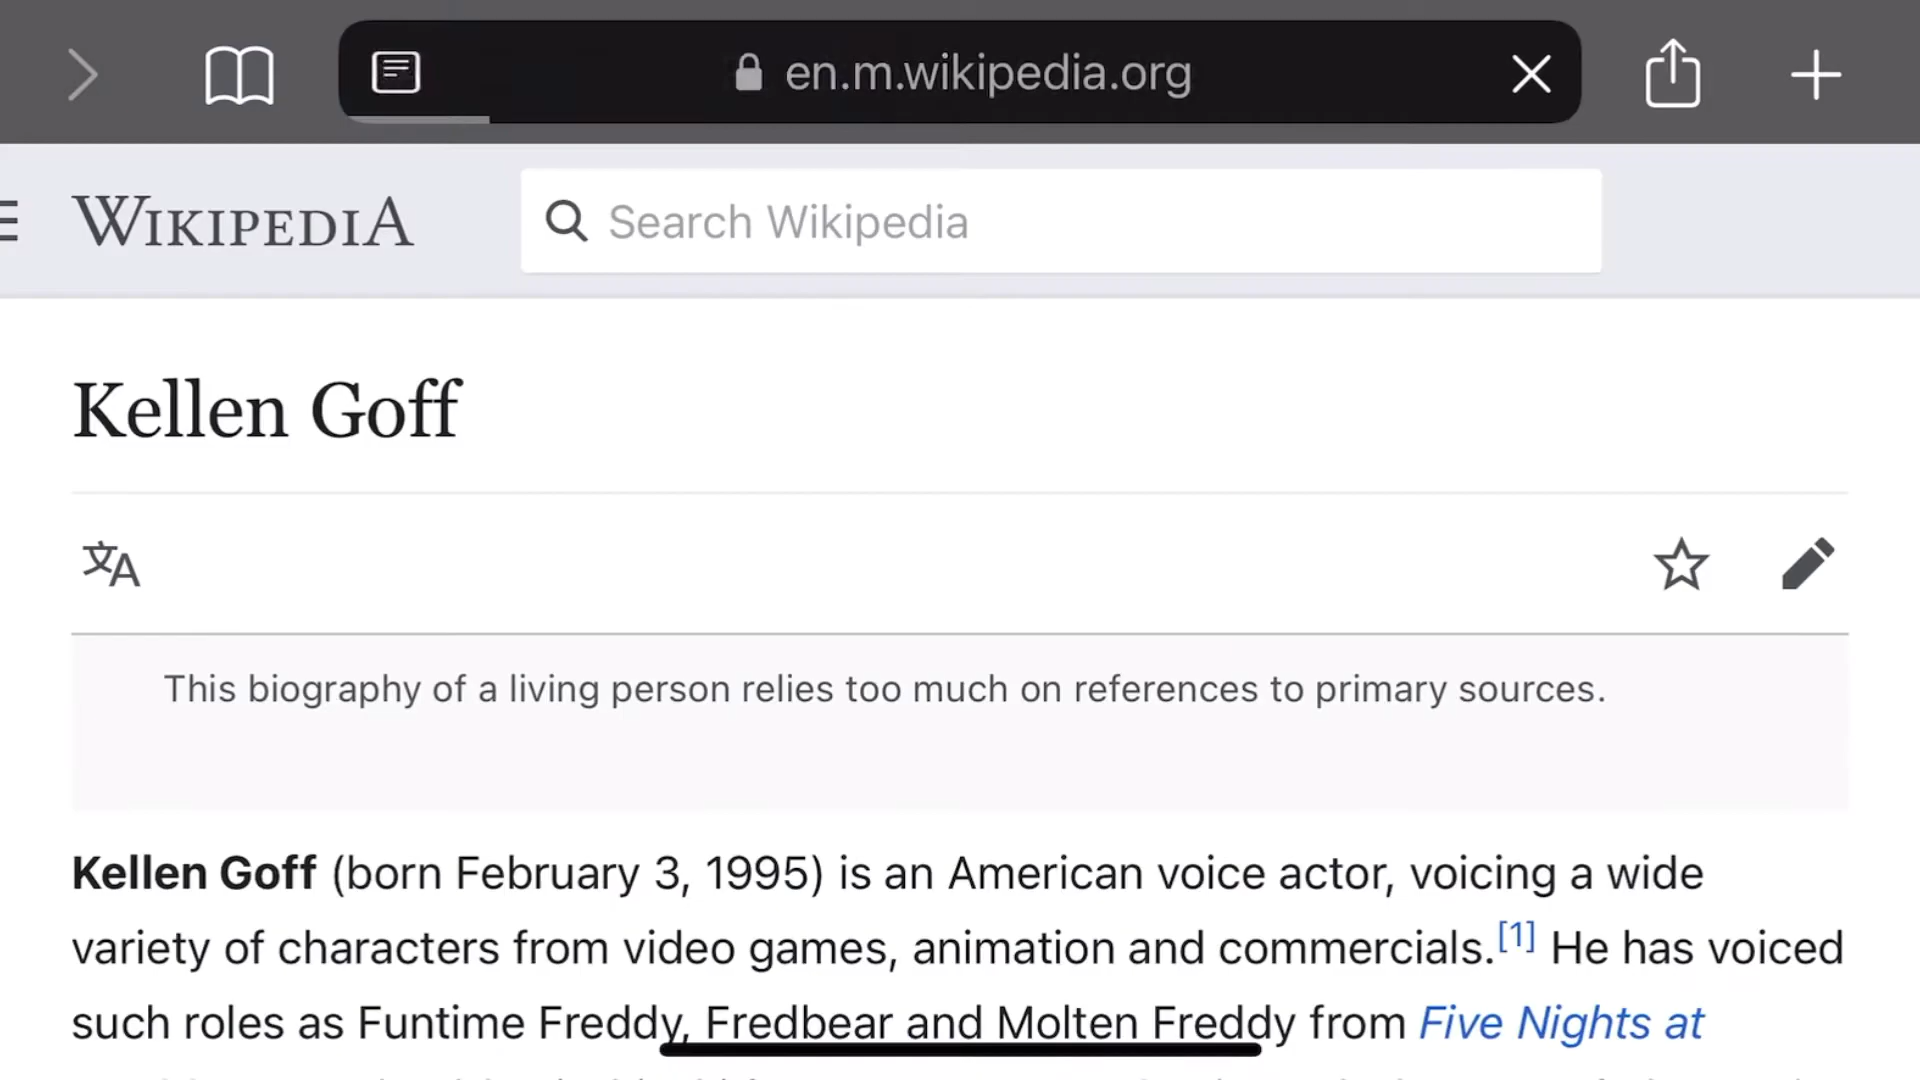 en.m.wikipedia.org
WIKIPEDIA
Search Wikipedia
Kellen Goff
文A
This biography of a living person relies too much on references to primary sources.
Kellen Goff (born February 3, 1995) is an American voice actor, voicing a wide
variety of characters from video games, animation and commercials.[1] He has voiced
such roles as Funtime Freddy, Fredbear and Molten Freddy from Five Nights at